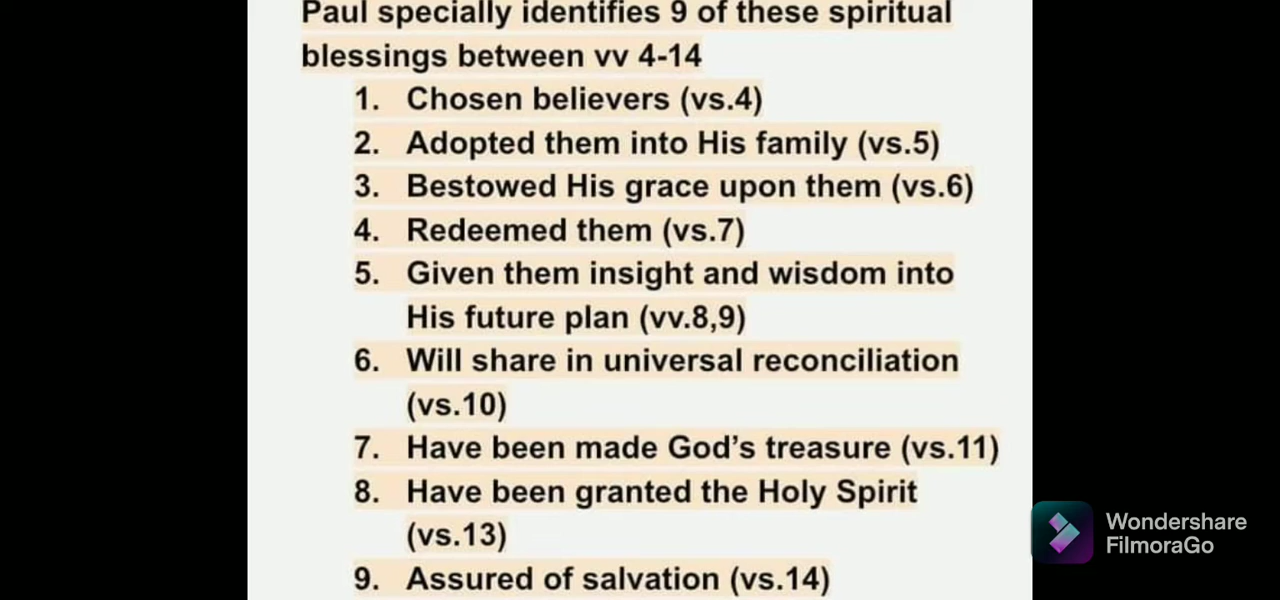 Paul specially identifies 9 of these spiritual
blessings between vv 4-14
1. Chosen believers (vs.4)
2. Adopted them into His family (vs.5)
3. Bestowed His grace upon them (vs.6)
4. Redeemed them (vs.7)
5. Given them insight and wisdom into
His future plan (vv.8,9)
6. Will share in universal reconciliation
(vs.10)
7. Have been made God’s treasure (vs.11)
8. Have been granted the Holy Spirit
(vs.13)
9. Assured of salvation (vs.14)
Wondershare
FilmoraGo